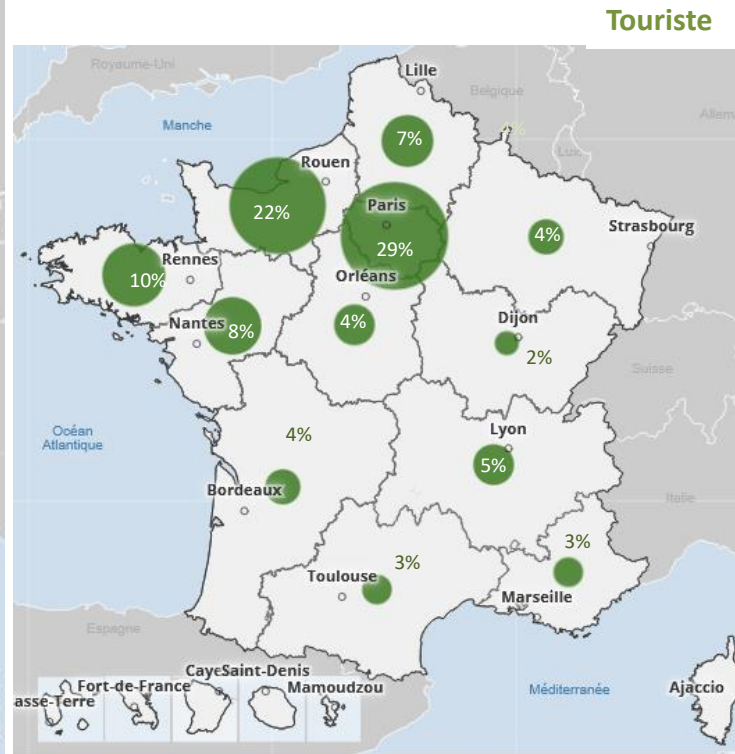 Touriste
Royaume-Uni
Lille
Belgique
Manche
7%
Allem
4%
Lux.
Rouen
22%
Paris
29%
4%
Strasbourg
Rennes
10%
Orléans
Nantes
8%
4%
Dijon
2%
Suisse
Océan
Atlantique
4%
Lyon
5%
Bordeaux
Italie
3%
3%
Toulouse
Marseille
Espagne
CayeSaint-Denis
Fort-de-France
Mamoudzou
asse-Terre
Méditerranée
Ajaccio